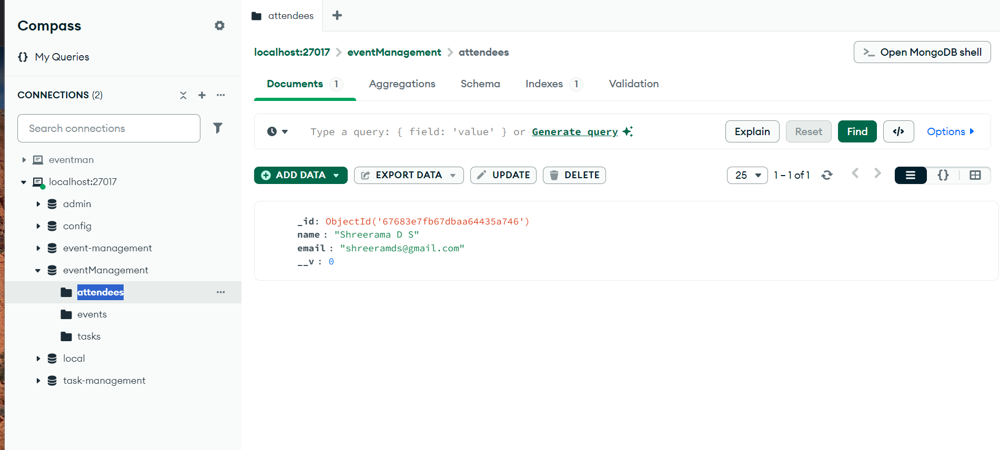 Compass
My Queries
CONNECTIONS (2)
Search connections
eventman
localhost:27017
admin
config
event-management
eventManagement
attendees
events
tasks
local
task-management
attendees
localhost:27017 > eventManagement > attendees
>_ Open MongoDB shell
Documents 1 Aggregations Schema Indexes 1 Validation
Type a query: { field: 'value' } or Generate query
Explain Reset Find </> Options
ADD DATA EXPORT DATA UPDATE DELETE
25 1 – 1 of 1 {}
_id: ObjectId('67683e7fb67dbaa64435a746')
name : "Shreerama D S"
email : "shreeramds@gmail.com"
__v : 0